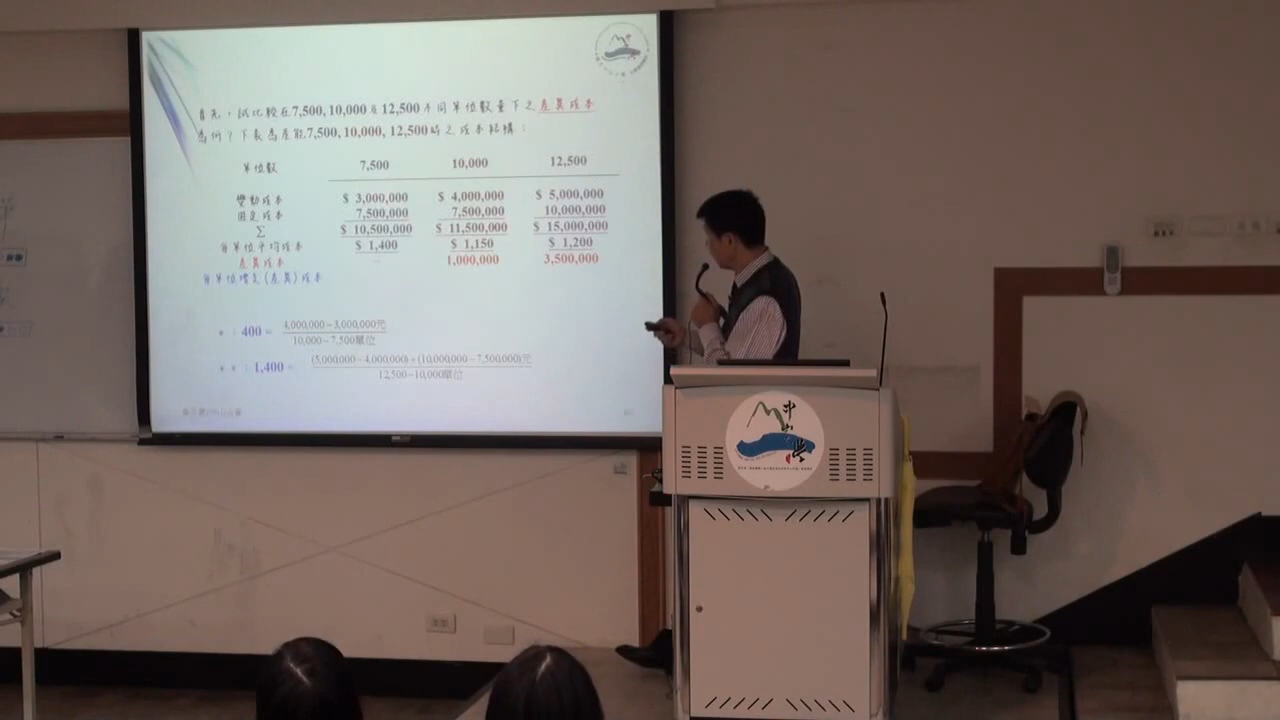 首先，試比較在7,500, 10,000及12,500不同單位數量下之差異成本
為何？下表為產能7,500, 10,000, 12,500時之成本結構：
單位數 7,500 10,000 12,500
變動成本 $ 3,000,000 $ 4,000,000 $ 5,000,000
固定成本 7,500,000 7,500,000 10,000,000
Σ $ 10,500,000 $ 11,500,000 $ 15,000,000
每單位平均成本 $ 1,400 $ 1,150 $ 1,200
差異成本 1,000,000 3,500,000
每單位增支(差異)成本
*：400 = 4,000,000－3,000,000元
10,000－7,500單位
**：1,400 = (5,000,000－4,000,000)＋(10,000,000－7,500,000)元
12,500－10,000單位
中山